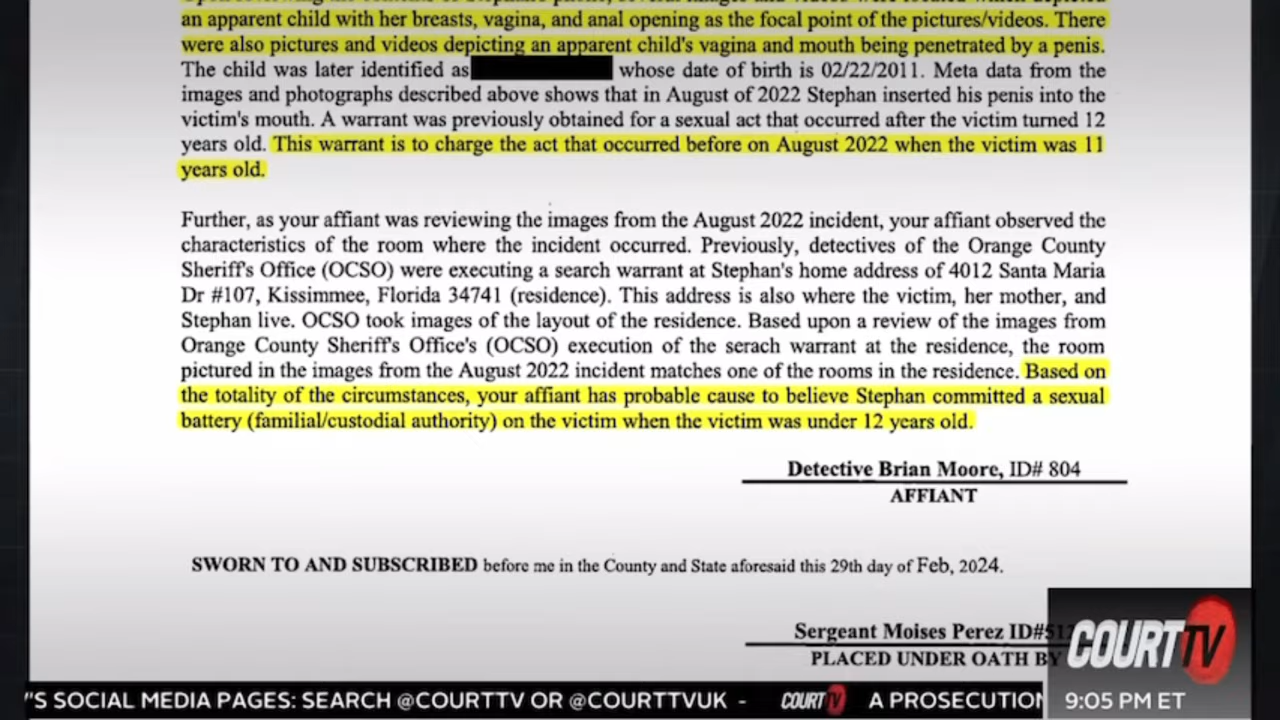 an apparent child with her breasts, vagina, and anal opening as the focal point of the pictures/videos. There
were also pictures and videos depicting an apparent child's vagina and mouth being penetrated by a penis.
The child was later identified as whose date of birth is 02/22/2011. Meta data from the
images and photographs described above shows that in August of 2022 Stephan inserted his penis into the
victim's mouth. A warrant was previously obtained for a sexual act that occurred after the victim turned 12
years old. This warrant is to charge the act that occurred before on August 2022 when the victim was 11
years old.
Further, as your affiant was reviewing the images from the August 2022 incident, your affiant observed the
characteristics of the room where the incident occurred. Previously, detectives of the Orange County
Sheriff's Office (OCSO) were executing a search warrant at Stephan's home address of 4012 Santa Maria
Dr #107, Kissimmee, Florida 34741 (residence). This address is also where the victim, her mother, and
Stephan live. OCSO took images of the layout of the residence. Based upon a review of the images from
Orange County Sheriff's Office's (OCSO) execution of the serach warrant at the residence, the room
pictured in the images from the August 2022 incident matches one of the rooms in the residence. Based on
the totality of the circumstances, your affiant has probable cause to believe Stephan committed a sexual
battery (familial/custodial authority) on the victim when the victim was under 12 years old.
Detective Brian Moore, ID# 804
AFFIANT
SWORN TO AND SUBSCRIBED before me in the County and State aforesaid this 29th day of Feb, 2024.
Sergeant Moises Perez
PLACED UNDER OATH BY
COURT TV
'S SOCIAL MEDIA PAGES: SEARCH @COURTTV OR @COURTTVUK - COURT TV A PROSECUTION
9:05 PM ET